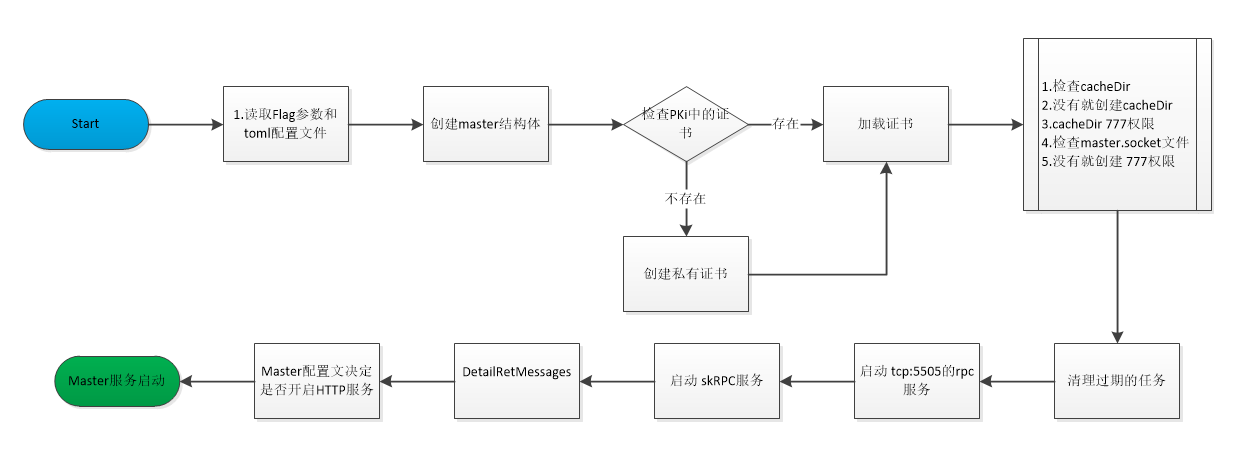 Start
1.读取Flag参数和
toml配置文件
创建master结构体
检查PKi中的证
书
存在
加载证书
1.检查cacheDir
2.没有就创建cacheDir
3.cacheDir 777权限
4.检查master.socket文件
5.没有就创建 777权限
不存在
创建私有证书
Master服务启动
Master配置文决定
是否开启HTTP服务
DetailRetMessages
启动 skRPC服务
启动 tcp:5505的rpc
服务
清理过期的任务